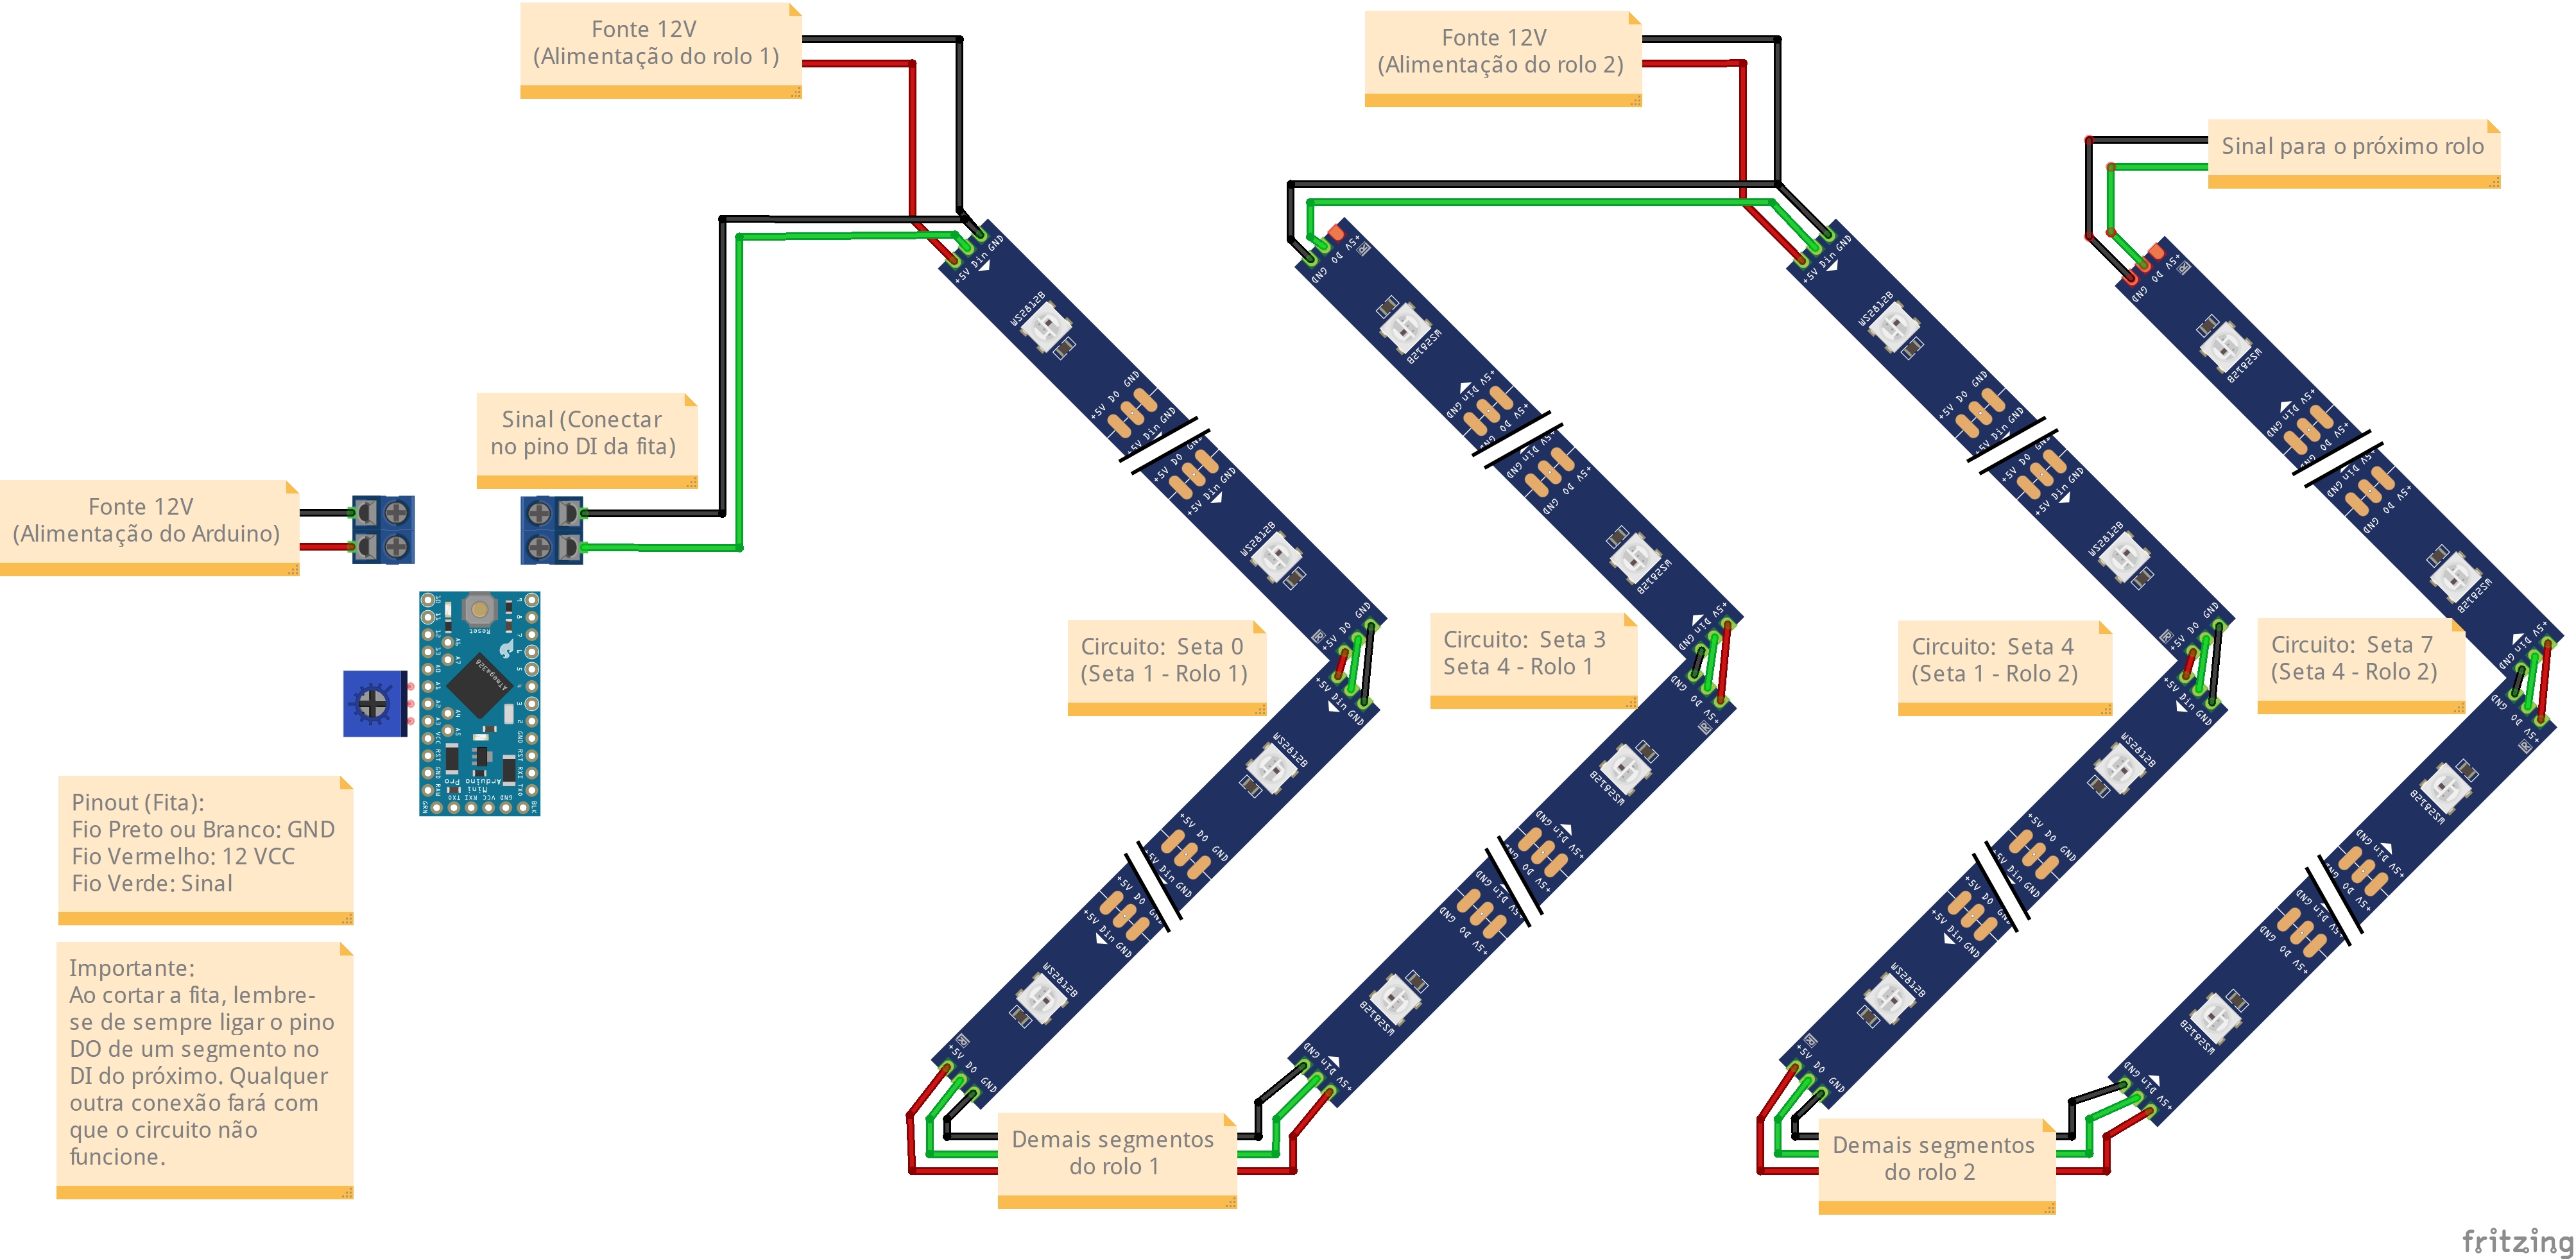 Fonte 12V
(Alimentação do rolo 1)
Fonte 12V
(Alimentação do rolo 2)
Sinal para o próximo rolo
Sinal (Conectar
no pino DI da fita)
Fonte 12V
(Alimentação do Arduino)
Circuito:  Seta 0
(Seta 1 - Rolo 1)
Circuito:  Seta 3
Seta 4 - Rolo 1
Circuito:  Seta 4
(Seta 1 - Rolo 2)
Circuito:  Seta 7
(Seta 4 - Rolo 2)
Pinout (Fita):
Fio Preto ou Branco: GND
Fio Vermelho: 12 VCC
Fio Verde: Sinal
Importante:
Ao cortar a fita, lembre-
se de sempre ligar o pino
DO de um segmento no
DI do próximo. Qualquer
outra conexão fará com
que o circuito não
funcione.
Demais segmentos
do rolo 1
Demais segmentos
do rolo 2
+5V Din GND
WS2812B
+5V DO GND
Reset
ATmega328
Arduino
Pro
Mini
fritzing